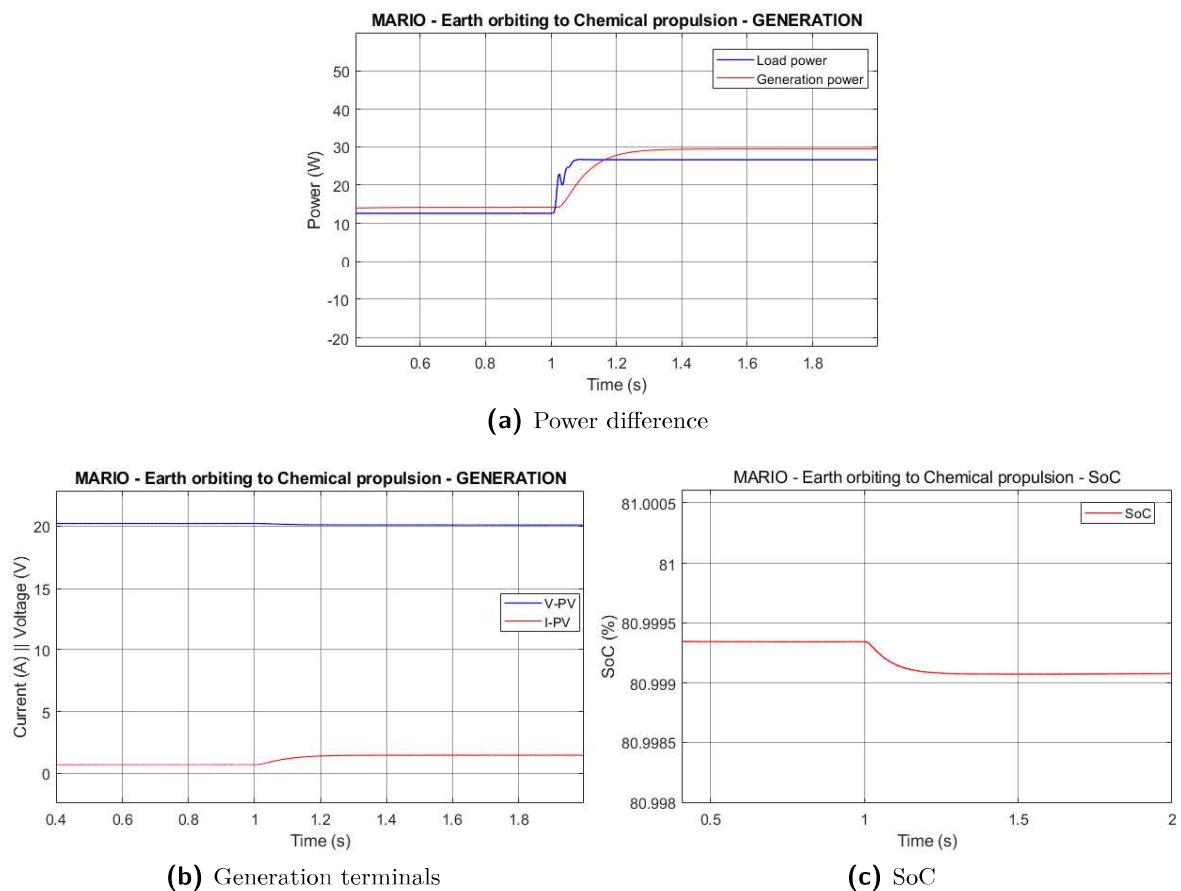 MARIO - Earth orbiting to Chemical propulsion - GENERATION
Load power
Generation power
Power (W)
50
40
30
20
10
0
-10
-20
0.6 0.8 1 1.2 1.4 1.6 1.8
Time (s)
(a) Power difference
MARIO - Earth orbiting to Chemical propulsion - GENERATION
V-PV
I-PV
Current (A) || Voltage (V)
20
15
10
5
0
0.4 0.6 0.8 1 1.2 1.4 1.6 1.8
Time (s)
(b) Generation terminals
MARIO - Earth orbiting to Chemical propulsion - SoC
SoC
SoC (%)
81.0005
81
80.9995
80.999
80.9985
80.998
0.5 1 1.5 2
Time (s)
(c) SoC